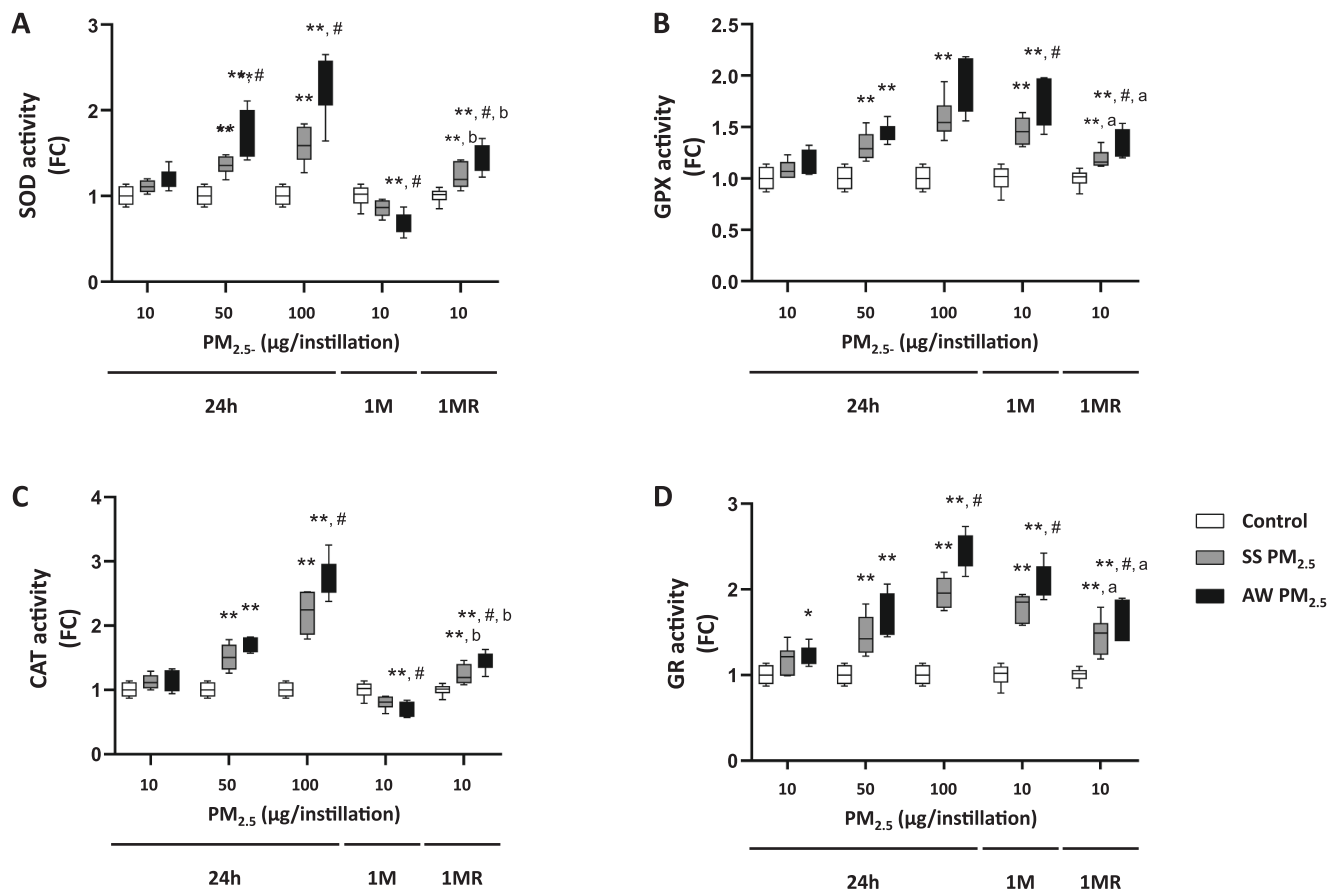 A
SOD activity
(FC)
3
2
1
0
**, #
**,#
**
**
**
**, #
**, #, b
**, b
10 50 100 10 10
PM2.5- (µg/instillation)
24h 1M 1MR
B
GPX activity
(FC)
2.5
2.0
1.5
1.0
0.5
0.0
**
**
**
**, #
**
**, #, a
**, a
10 50 100 10 10
PM2.5- (µg/instillation)
24h 1M 1MR
C
CAT activity
(FC)
4
3
2
1
0
**, #
**
** **
**, #
**, #, b
**, b
10 50 100 10 10
PM2.5 (µg/instillation)
24h 1M 1MR
D
GR activity
(FC)
3
2
1
0
*
**
**
**, #
**
**, #
**
**, #, a
**, a
10 50 100 10 10
PM2.5 (µg/instillation)
24h 1M 1MR
Control
SS PM2.5
AW PM2.5